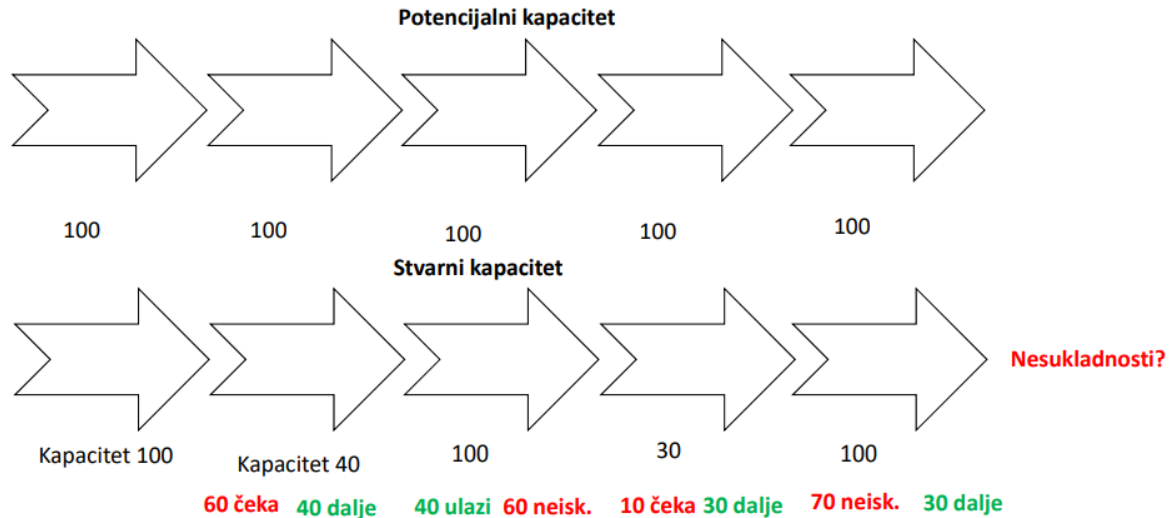 Potencijalni kapacitet
100 100 100 100 100
Stvarni kapacitet
Nesukladnosti?
Kapacitet 100 Kapacitet 40 100 30 100
60 čeka 40 dalje 40 ulazi 60 neisk. 10 čeka 30 dalje 70 neisk. 30 dalje